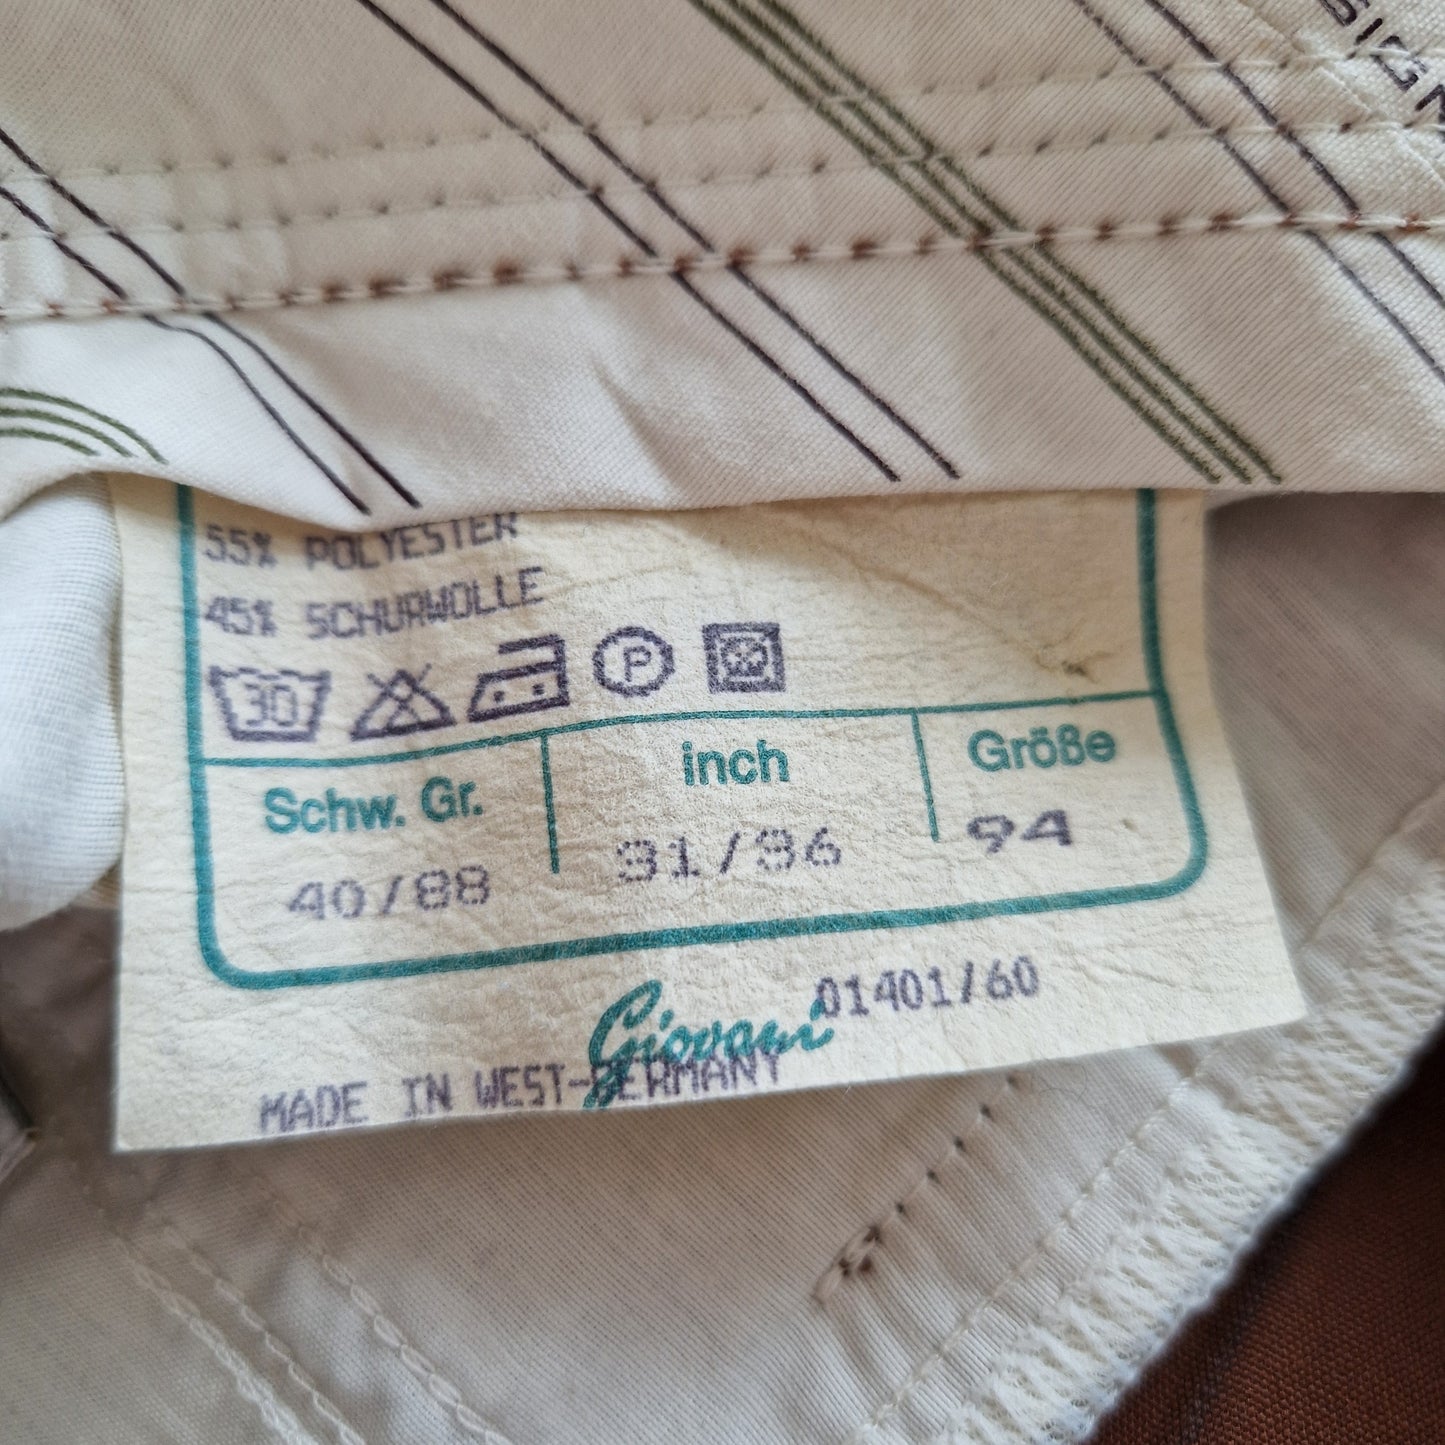 SIGN
55% POLYESTER
45% SCHURWOLLE
30 P
Schw. Gr. inch Größe
40/88 31/36 94
Giovani 01401/60
MADE IN WEST-GERMANY